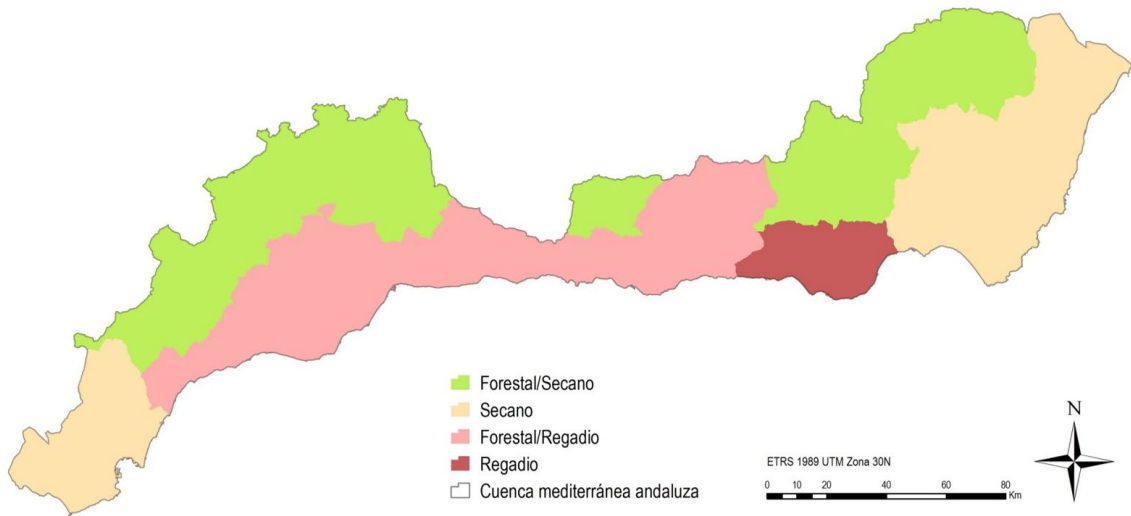 Forestal/Secano
Secano
Forestal/Regadio
Regadio
Cuenca mediterránea andaluza
N
ETRS 1989 UTM Zona 30N
0 20 40 60 80
Km